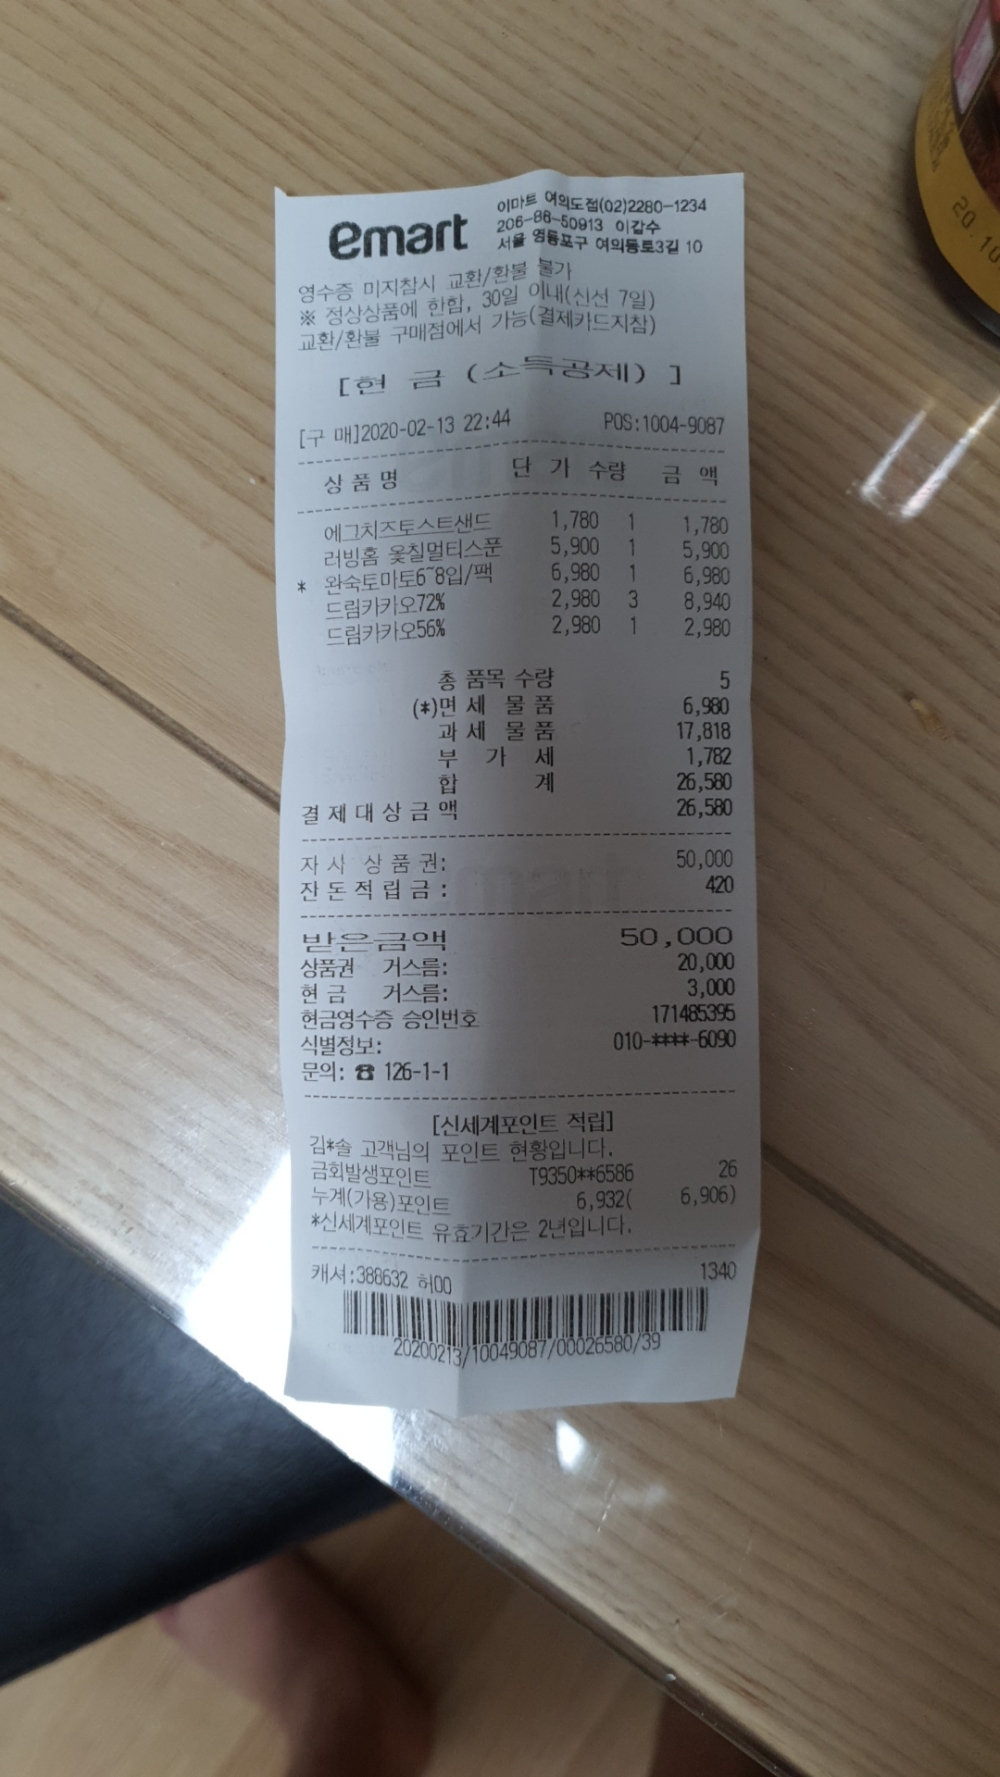 emart
이마트 여의도점(02)2280-1234
206-86-50913 이갑수
서울 영등포구 여의동로3길 10
영수증 미지참시 교환/환불 불가
※ 정상상품에 한함, 30일 이내(신선 7일)
교환/환불 구매점에서 가능(결제카드지참)
[현 금 (소득공제) ]
[구 매]2020-02-13 22:44 POS:1004-9087
상 품 명 단 가 수량 금 액
에그치즈토스트샌드 1,780 1 1,780
러빙홈 옻칠멀티스푼 5,900 1 5,900
* 완숙토마토6~8입/팩 6,980 1 6,980
드림카카오72% 2,980 3 8,940
드림카카오56% 2,980 1 2,980
총 품목 수량 5
(*)면 세 물 품 6,980
과 세 물 품 17,818
부 가 세 1,782
합 계 26,580
결 제 대 상 금 액 26,580
자 사 상 품 권: 50,000
잔 돈 적 립 금 : 420
받은금액 50,000
상품권 거스름: 20,000
현 금 거스름: 3,000
현금영수증 승인번호 171485395
식별정보: 010-****-6090
문의: ☎ 126-1-1
[신세계포인트 적립]
김*솔 고객님의 포인트 현황입니다.
금회발생포인트 T9350**6586 26
누계(가용)포인트 6,932( 6,906)
*신세계포인트 유효기간은 2년입니다.
캐셔:388632 허00 1340
20200213/10049087/00026580/39
20.10